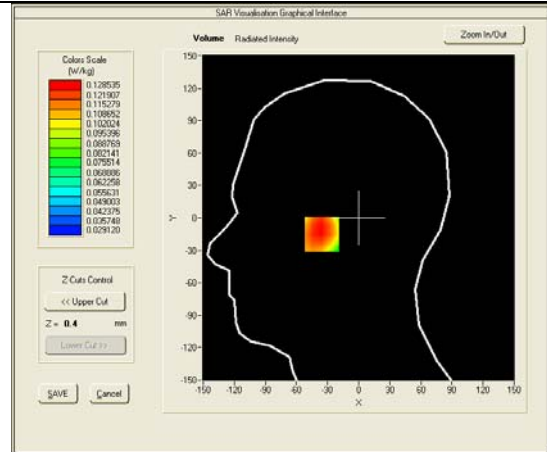 SAR Visualisation Graphical Interface
Volume Radiated Intensity
Zoom In/Out
Colors Scale
(W/kg)
0.128535
0.121907
0.115279
0.108652
0.102024
0.095396
0.088769
0.082141
0.075514
0.068886
0.062258
0.055631
0.049003
0.042375
0.035748
0.029120
Z Cuts Control
<< Upper Cut
Z = 0.4 mm
Lower Cut >>
SAVE Cancel
150-
120-
90-
60-
30-
0-
-30-
-60-
-90-
-120-
-150-
Y
-150 -120 -90 -60 -30 0 30 60 90 120 150
X